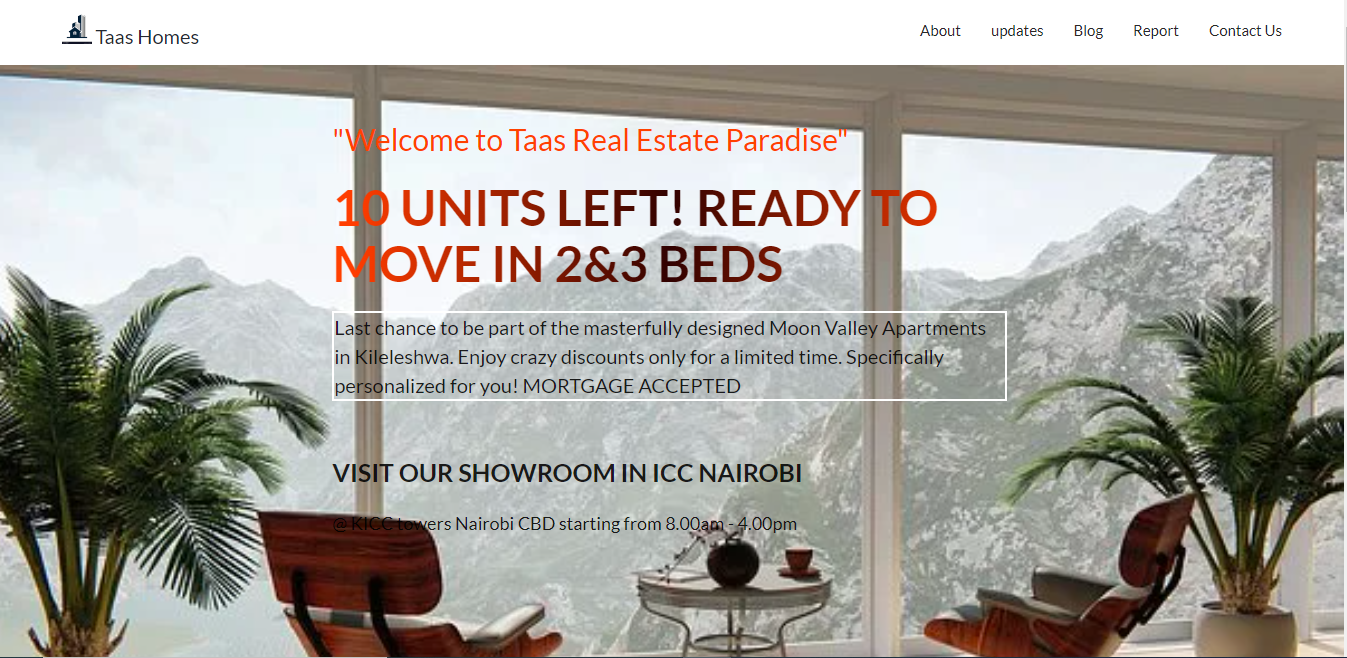 Taas Homes
About updates Blog Report Contact Us
"Welcome to Taas Real Estate Paradise"
10 UNITS LEFT! READY TO
MOVE IN 2&3 BEDS
Last chance to be part of the masterfully designed Moon Valley Apartments
in Kileleshwa. Enjoy crazy discounts only for a limited time. Specifically
personalized for you! MORTGAGE ACCEPTED
VISIT OUR SHOWROOM IN ICC NAIROBI
@ KICC towers Nairobi CBD starting from 8.00am - 4.00pm